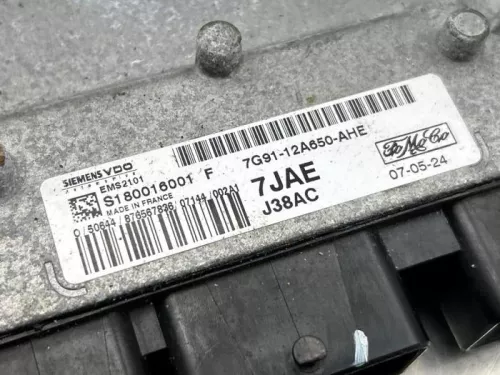 SIEMENS VDO
EMS2101
S180016001 F
MADE IN FRANCE
7G91-12A650-AHE
7JAE
J38AC
FoMoCo
07-05-24